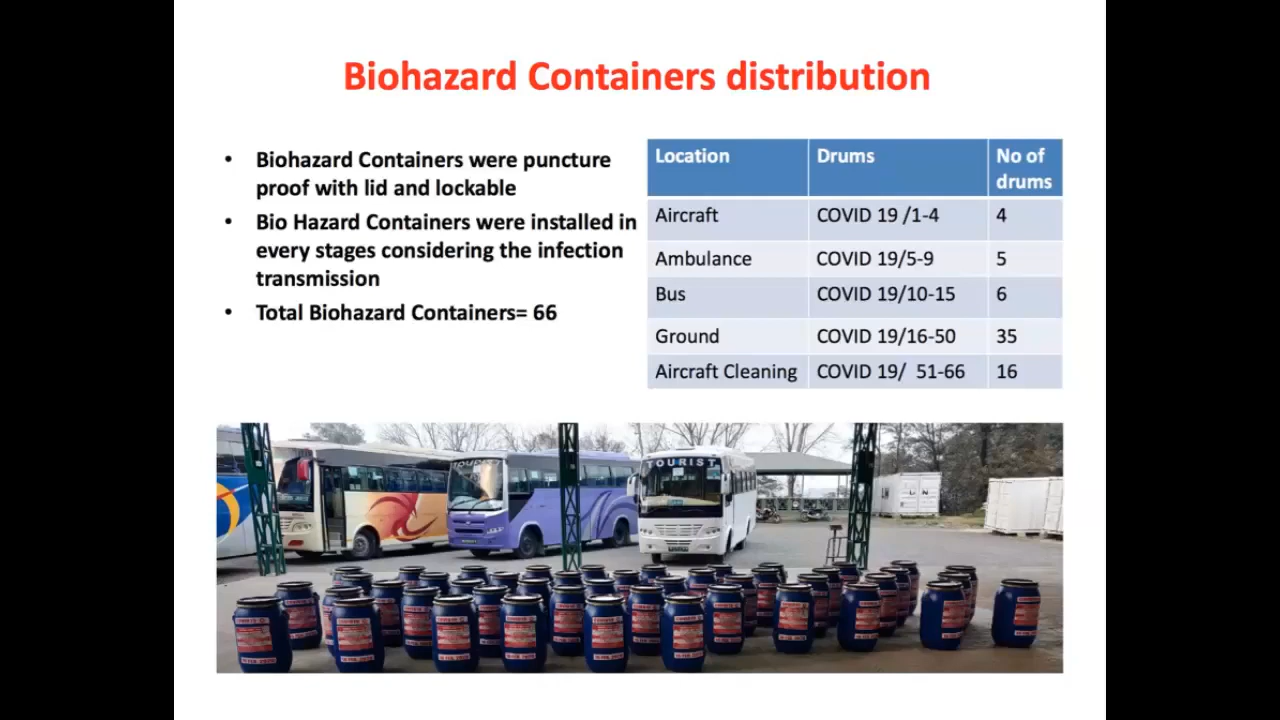 Biohazard Containers distribution
• Biohazard Containers were puncture
proof with lid and lockable
• Bio Hazard Containers were installed in
every stages considering the infection
transmission
• Total Biohazard Containers= 66
Location Drums No of
drums
Aircraft COVID 19 /1-4 4
Ambulance COVID 19/5-9 5
Bus COVID 19/10-15 6
Ground COVID 19/16-50 35
Aircraft Cleaning COVID 19/ 51-66 16
TOURIST
TOURIST